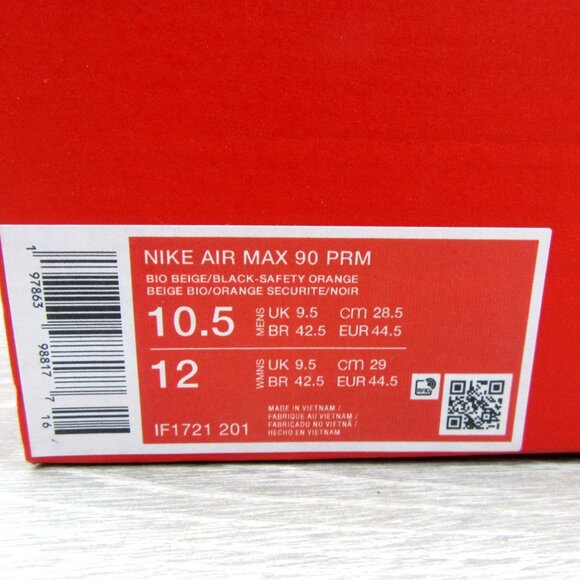 NIKE AIR MAX 90 PRM
BIO BEIGE/BLACK-SAFETY ORANGE
BEIGE BIO/ORANGE SECURITE/NOIR
10.5 MENS UK 9.5 cm 28.5
BR 42.5 EUR 44.5
12 WMNS UK 9.5 cm 29
BR 42.5 EUR 44.5
IF1721 201
MADE IN VIETNAM /
FABRIQUE AU VIETNAM /
FABRICADO NO VIETNÃ /
HECHO EN VIETNAM
RFID
1 97863 98817 7 16